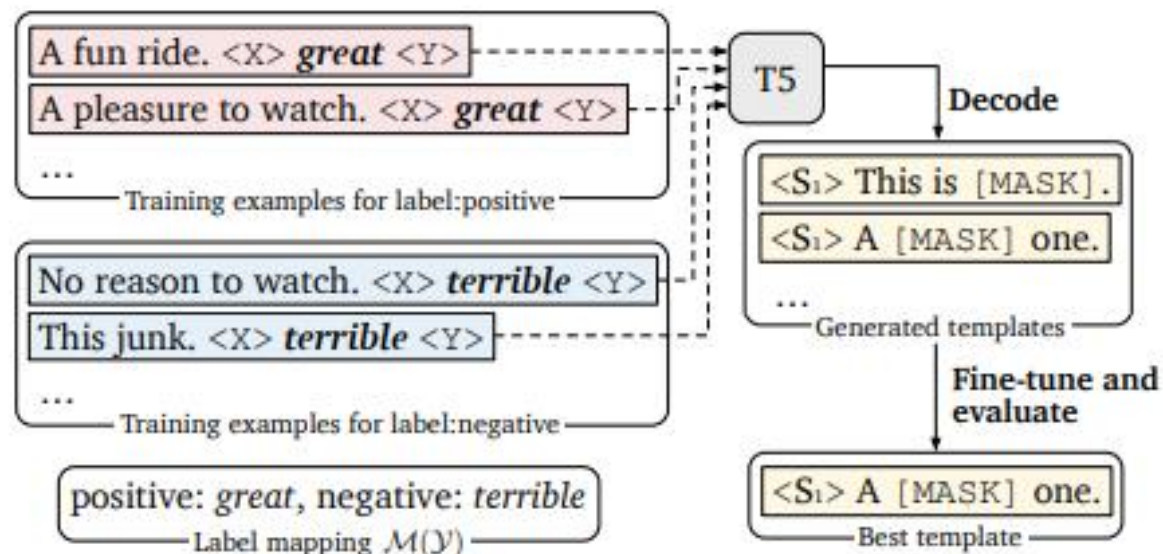 A fun ride. <X> great <Y>
A pleasure to watch. <X> great <Y>
...
Training examples for label:positive
No reason to watch. <X> terrible <Y>
This junk. <X> terrible <Y>
...
Training examples for label:negative
positive: great, negative: terrible
Label mapping M(Y)
T5
Decode
<S₁> This is [MASK].
<S₁> A [MASK] one.
...
Generated templates
Fine-tune and
evaluate
<S₁> A [MASK] one.
Best template